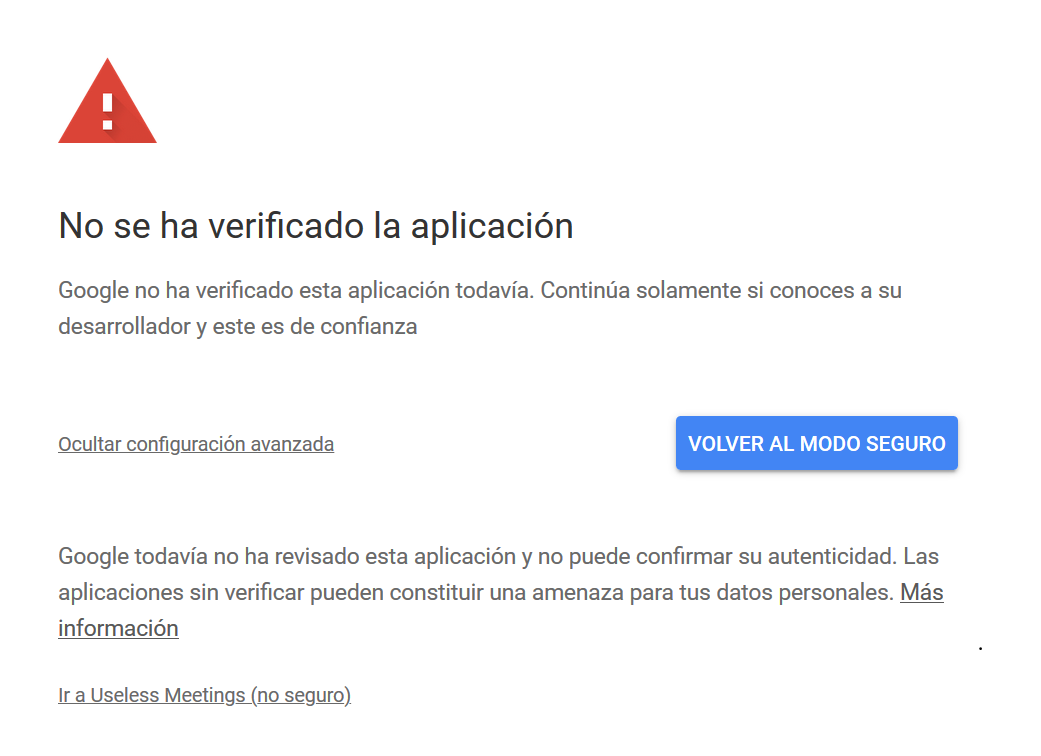 No se ha verificado la aplicación
Google no ha verificado esta aplicación todavía. Continúa solamente si conoces a su
desarrollador y este es de confianza
Ocultar configuración avanzada
VOLVER AL MODO SEGURO
Google todavía no ha revisado esta aplicación y no puede confirmar su autenticidad. Las
aplicaciones sin verificar pueden constituir una amenaza para tus datos personales. Más
información
Ir a Useless Meetings (no seguro)